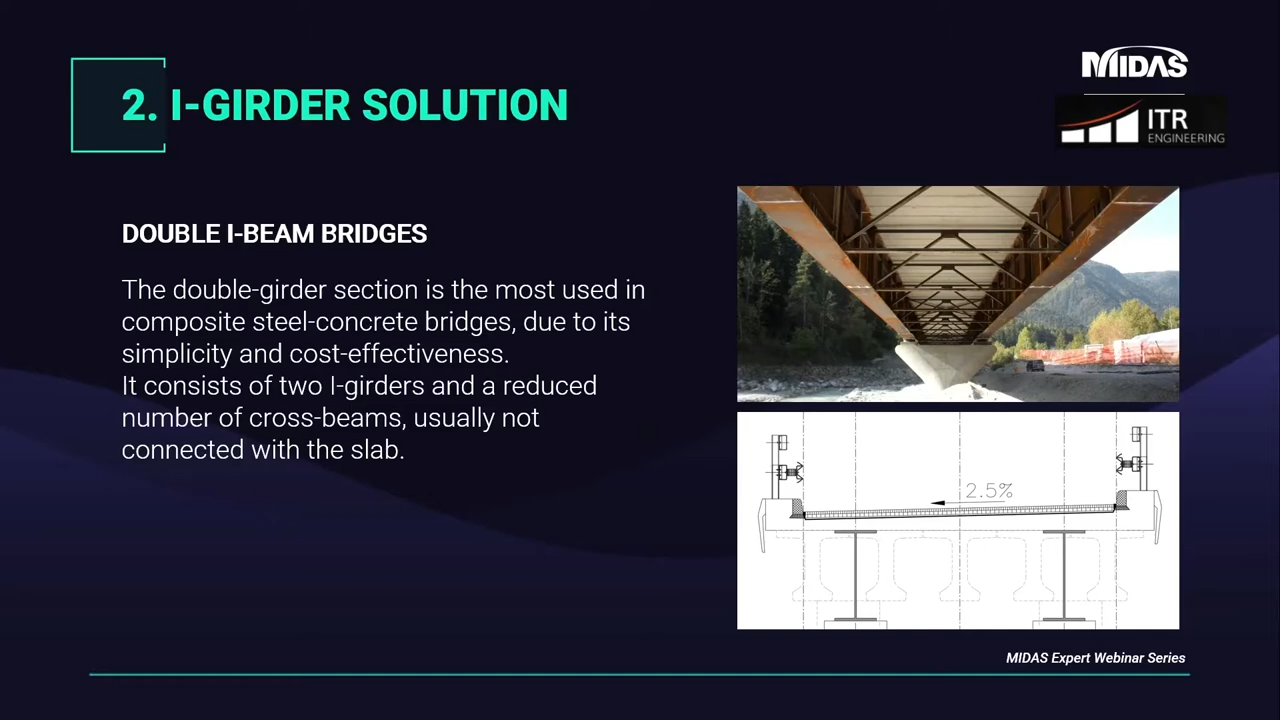 2. I-GIRDER SOLUTION
MIDAS
ITR
ENGINEERING
DOUBLE I-BEAM BRIDGES
The double-girder section is the most used in
composite steel-concrete bridges, due to its
simplicity and cost-effectiveness.
It consists of two I-girders and a reduced
number of cross-beams, usually not
connected with the slab.
2.5%
MIDAS Expert Webinar Series